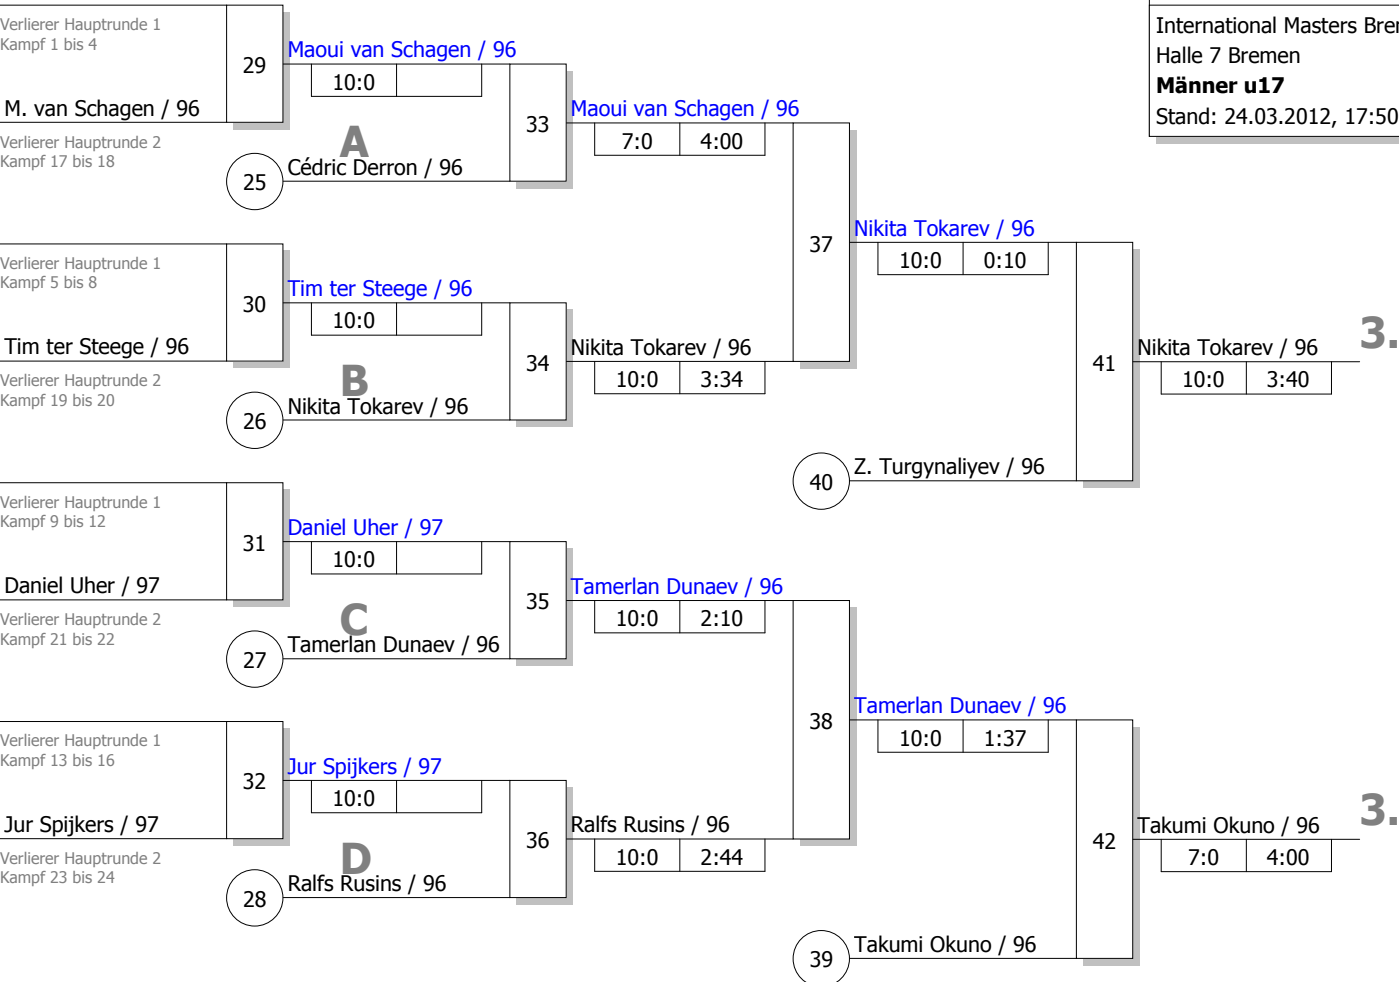 International Masters Bre
Halle 7 Bremen
Männer u17
Stand: 24.03.2012, 17:50
Verlierer Hauptrunde 1
Kampf 1 bis 4
29
Maoui van Schagen / 96
10:0
M. van Schagen / 96
33
Maoui van Schagen / 96
7:0 4:00
Verlierer Hauptrunde 2
Kampf 17 bis 18
A
25
Cédric Derron / 96
37
Nikita Tokarev / 96
10:0 0:10
Verlierer Hauptrunde 1
Kampf 5 bis 8
30
Tim ter Steege / 96
10:0
Tim ter Steege / 96
34
Nikita Tokarev / 96
10:0 3:34
Verlierer Hauptrunde 2
Kampf 19 bis 20
B
26
Nikita Tokarev / 96
41
Nikita Tokarev / 96
10:0 3:40
3.
40
Z. Turgynaliyev / 96
Verlierer Hauptrunde 1
Kampf 9 bis 12
31
Daniel Uher / 97
10:0
Daniel Uher / 97
35
Tamerlan Dunaev / 96
10:0 2:10
Verlierer Hauptrunde 2
Kampf 21 bis 22
C
27
Tamerlan Dunaev / 96
38
Tamerlan Dunaev / 96
10:0 1:37
Verlierer Hauptrunde 1
Kampf 13 bis 16
32
Jur Spijkers / 97
10:0
Jur Spijkers / 97
36
Ralfs Rusins / 96
10:0 2:44
Verlierer Hauptrunde 2
Kampf 23 bis 24
D
28
Ralfs Rusins / 96
42
Takumi Okuno / 96
7:0 4:00
3.
39
Takumi Okuno / 96